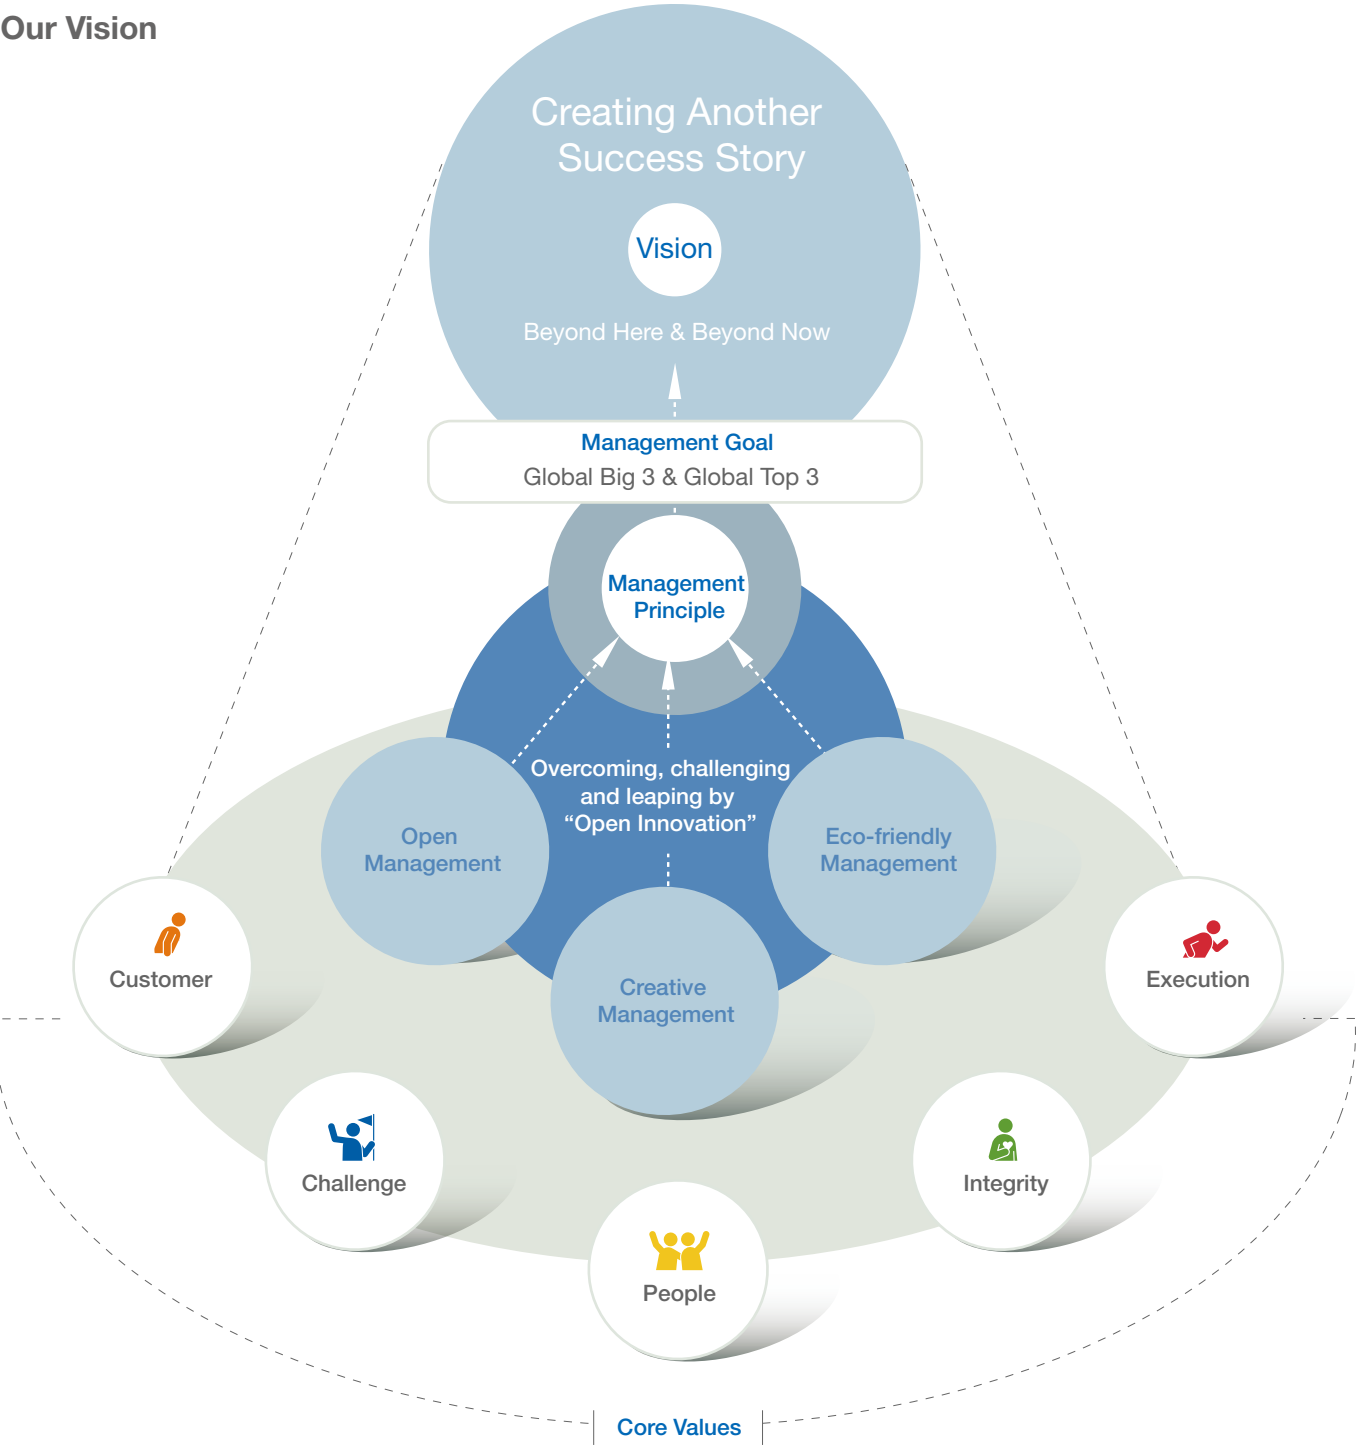 Our Vision
Creating Another
Success Story
Vision
Beyond Here & Beyond Now
Management Goal
Global Big 3 & Global Top 3
Management
Principle
Overcoming, challenging
and leaping by
“Open Innovation”
Open
Management
Eco-friendly
Management
Creative
Management
Customer
Execution
Challenge
Integrity
People
Core Values